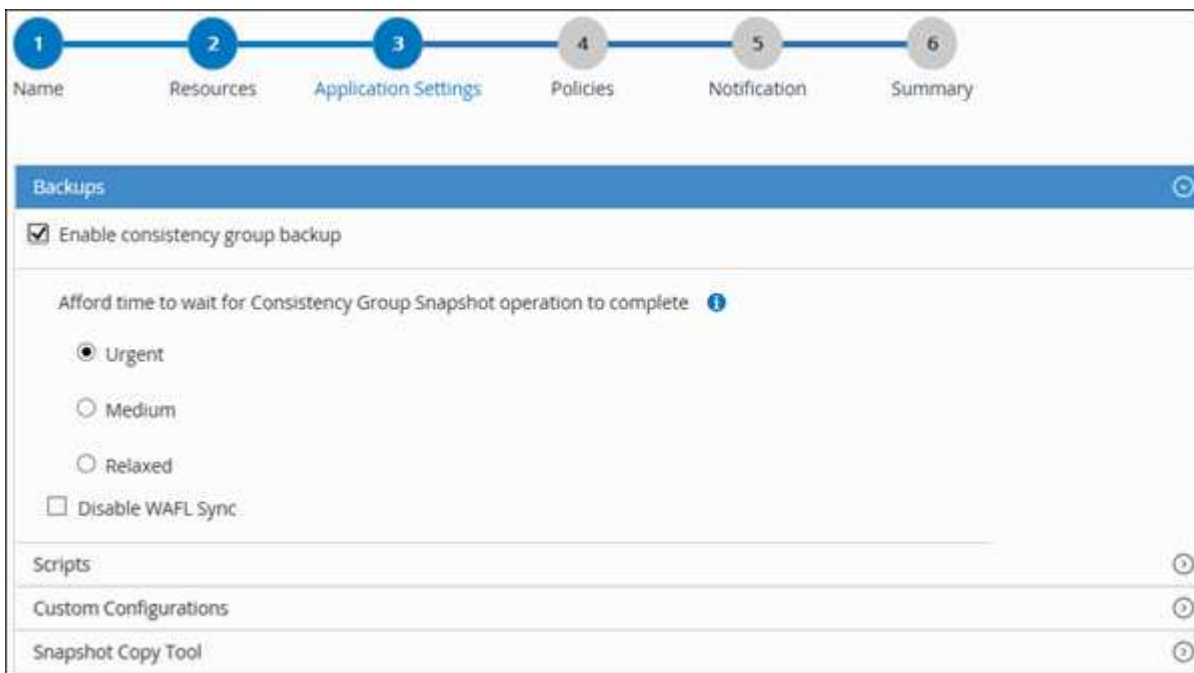 1 2 3 4 5 6
Name Resources Application Settings Policies Notification Summary
Backups
Enable consistency group backup
Afford time to wait for Consistency Group Snapshot operation to complete
Urgent
Medium
Relaxed
Disable WAFL Sync
Scripts
Custom Configurations
Snapshot Copy Tool